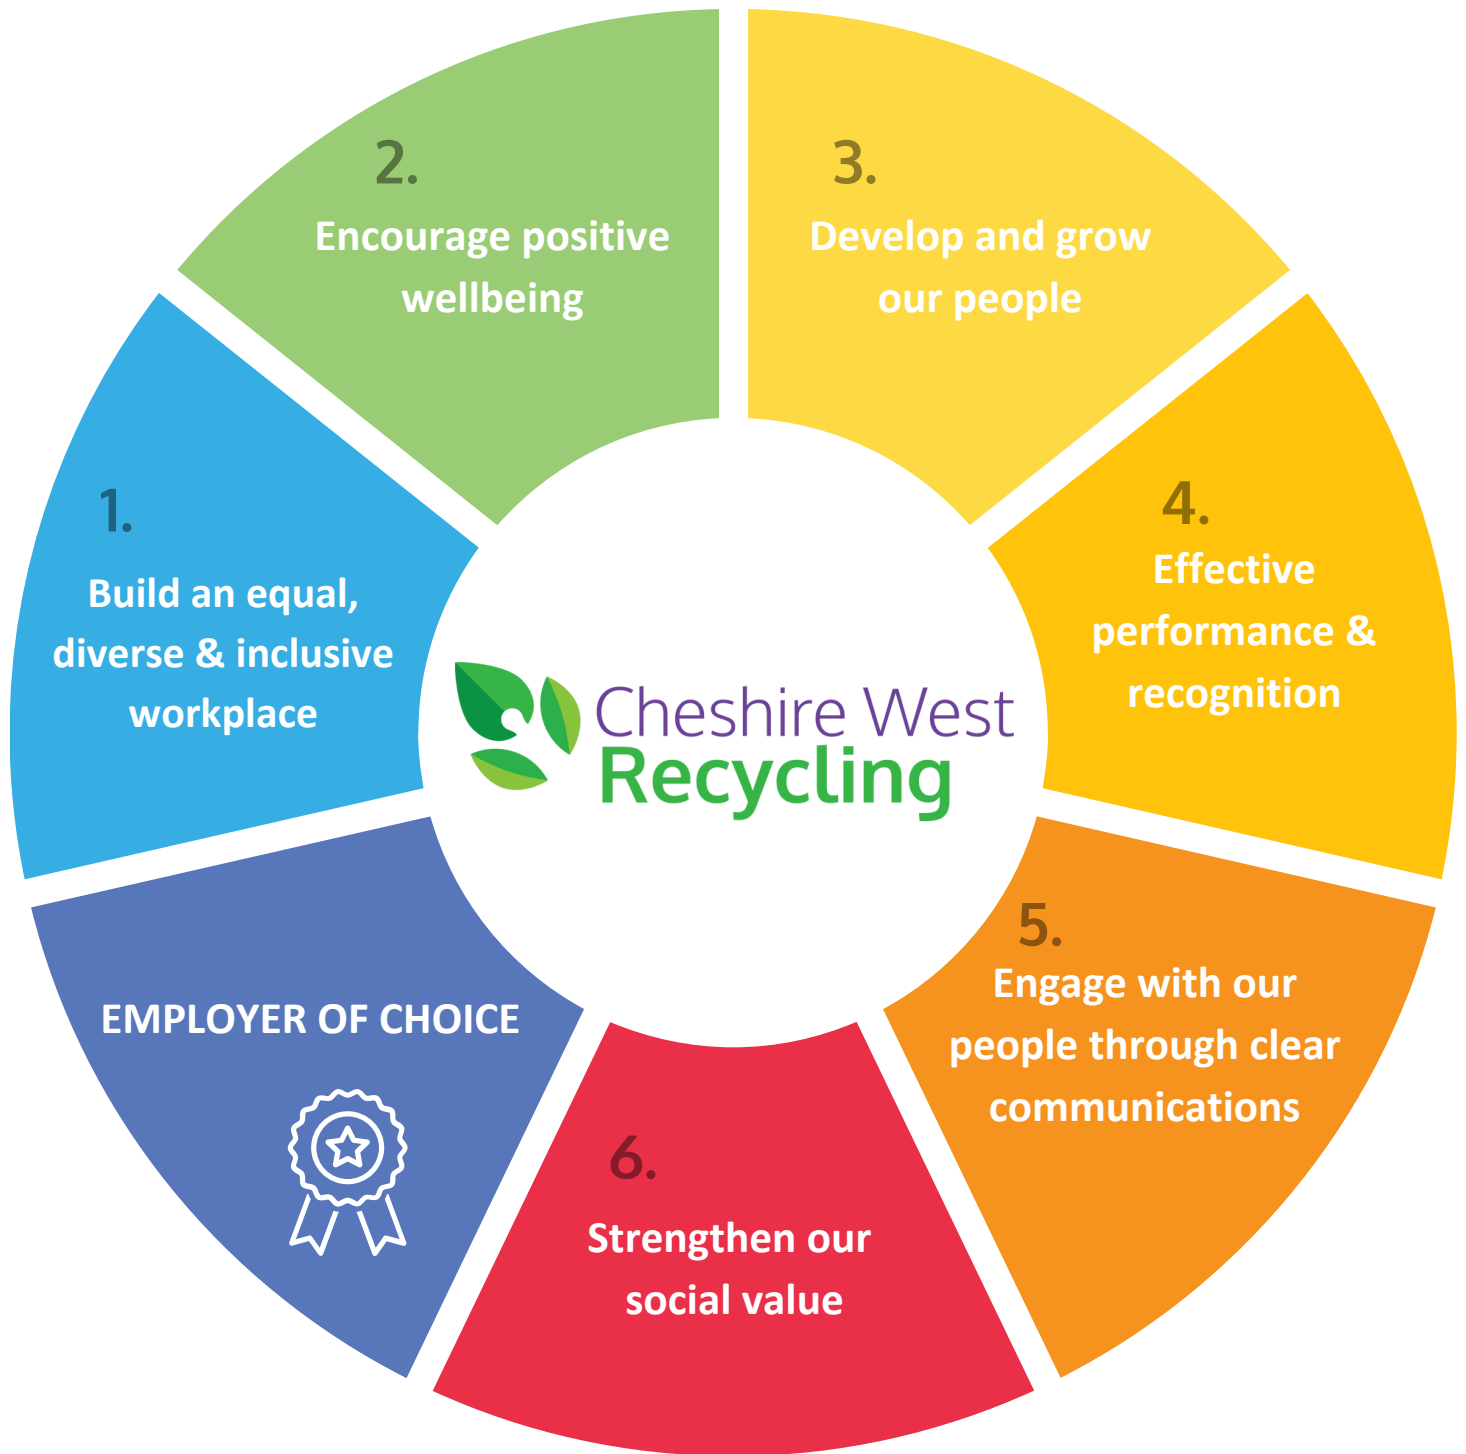 1.
Build an equal,
diverse & inclusive
workplace
2.
Encourage positive
wellbeing
3.
Develop and grow
our people
4.
Effective
performance &
recognition
5.
Engage with our
people through clear
communications
6.
Strengthen our
social value
EMPLOYER OF CHOICE
Cheshire West
Recycling